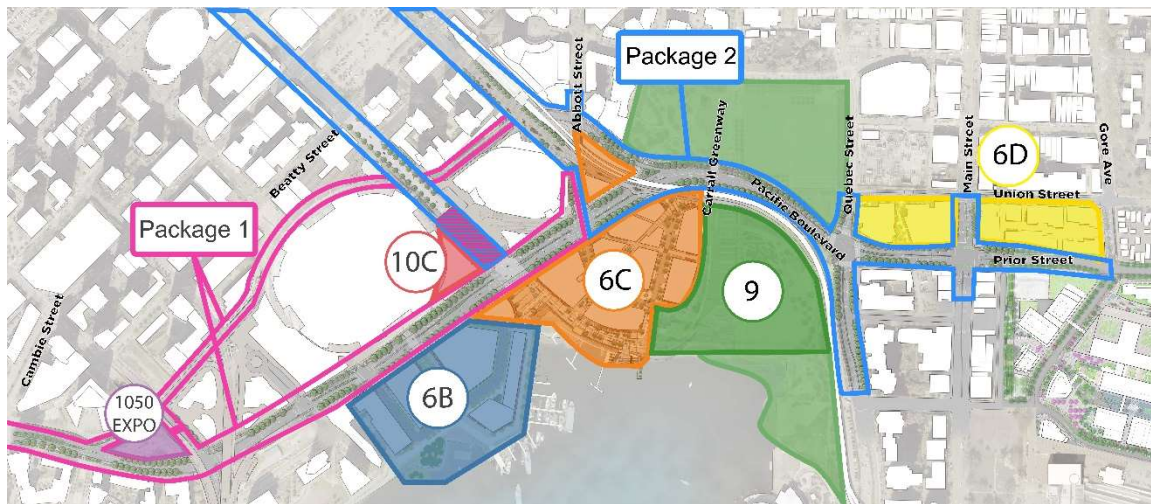 Package 2
Abbott Street
Carrall Greenway
Quebec Street
Main Street
6D
Gore Ave
Beatty Street
Union Street
Pacific Boulevard
Package 1
10C
Prior Street
6C
9
Cambie Street
6B
1050
EXPO